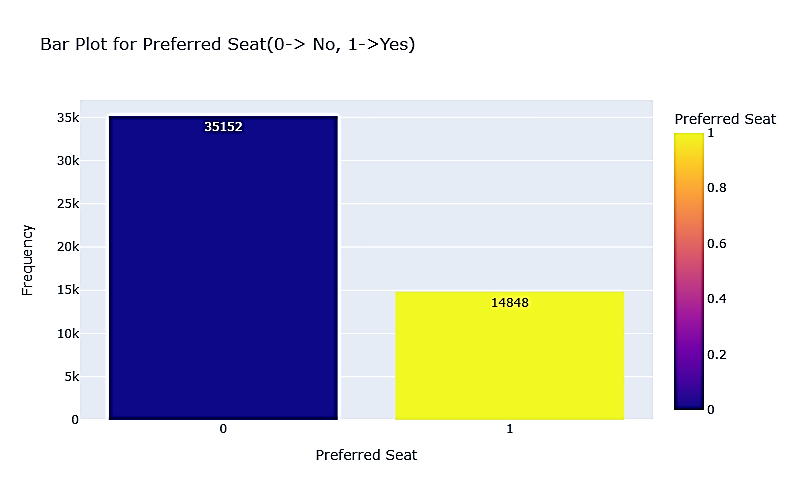 Bar Plot for Preferred Seat(0-> No, 1->Yes)
Preferred Seat
35k
30k
25k
20k
15k
10k
5k
0
Frequency
35152
14848
0
1
Preferred Seat
1
0.8
0.6
0.4
0.2
0